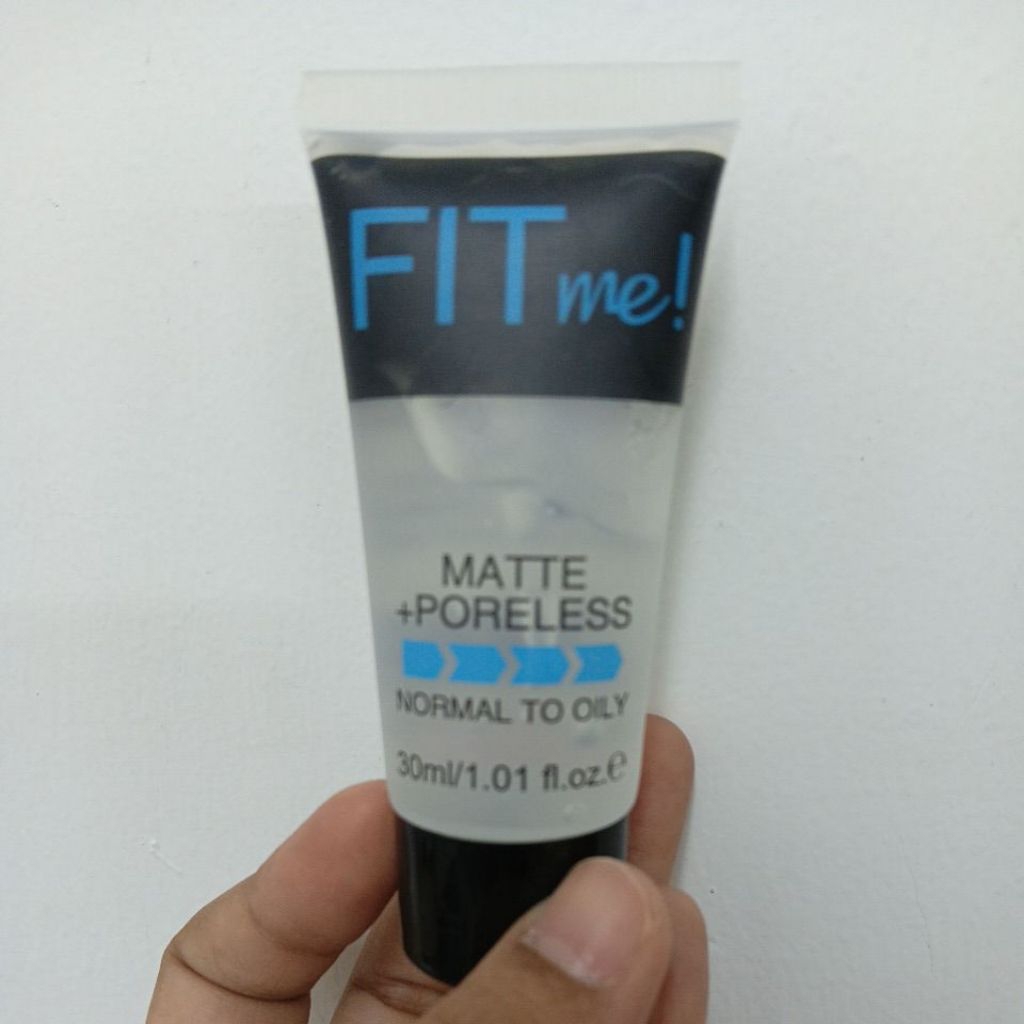 FIT me!
MATTE
+PORELESS
NORMAL TO OILY
30ml/1.01 fl.oz.℮